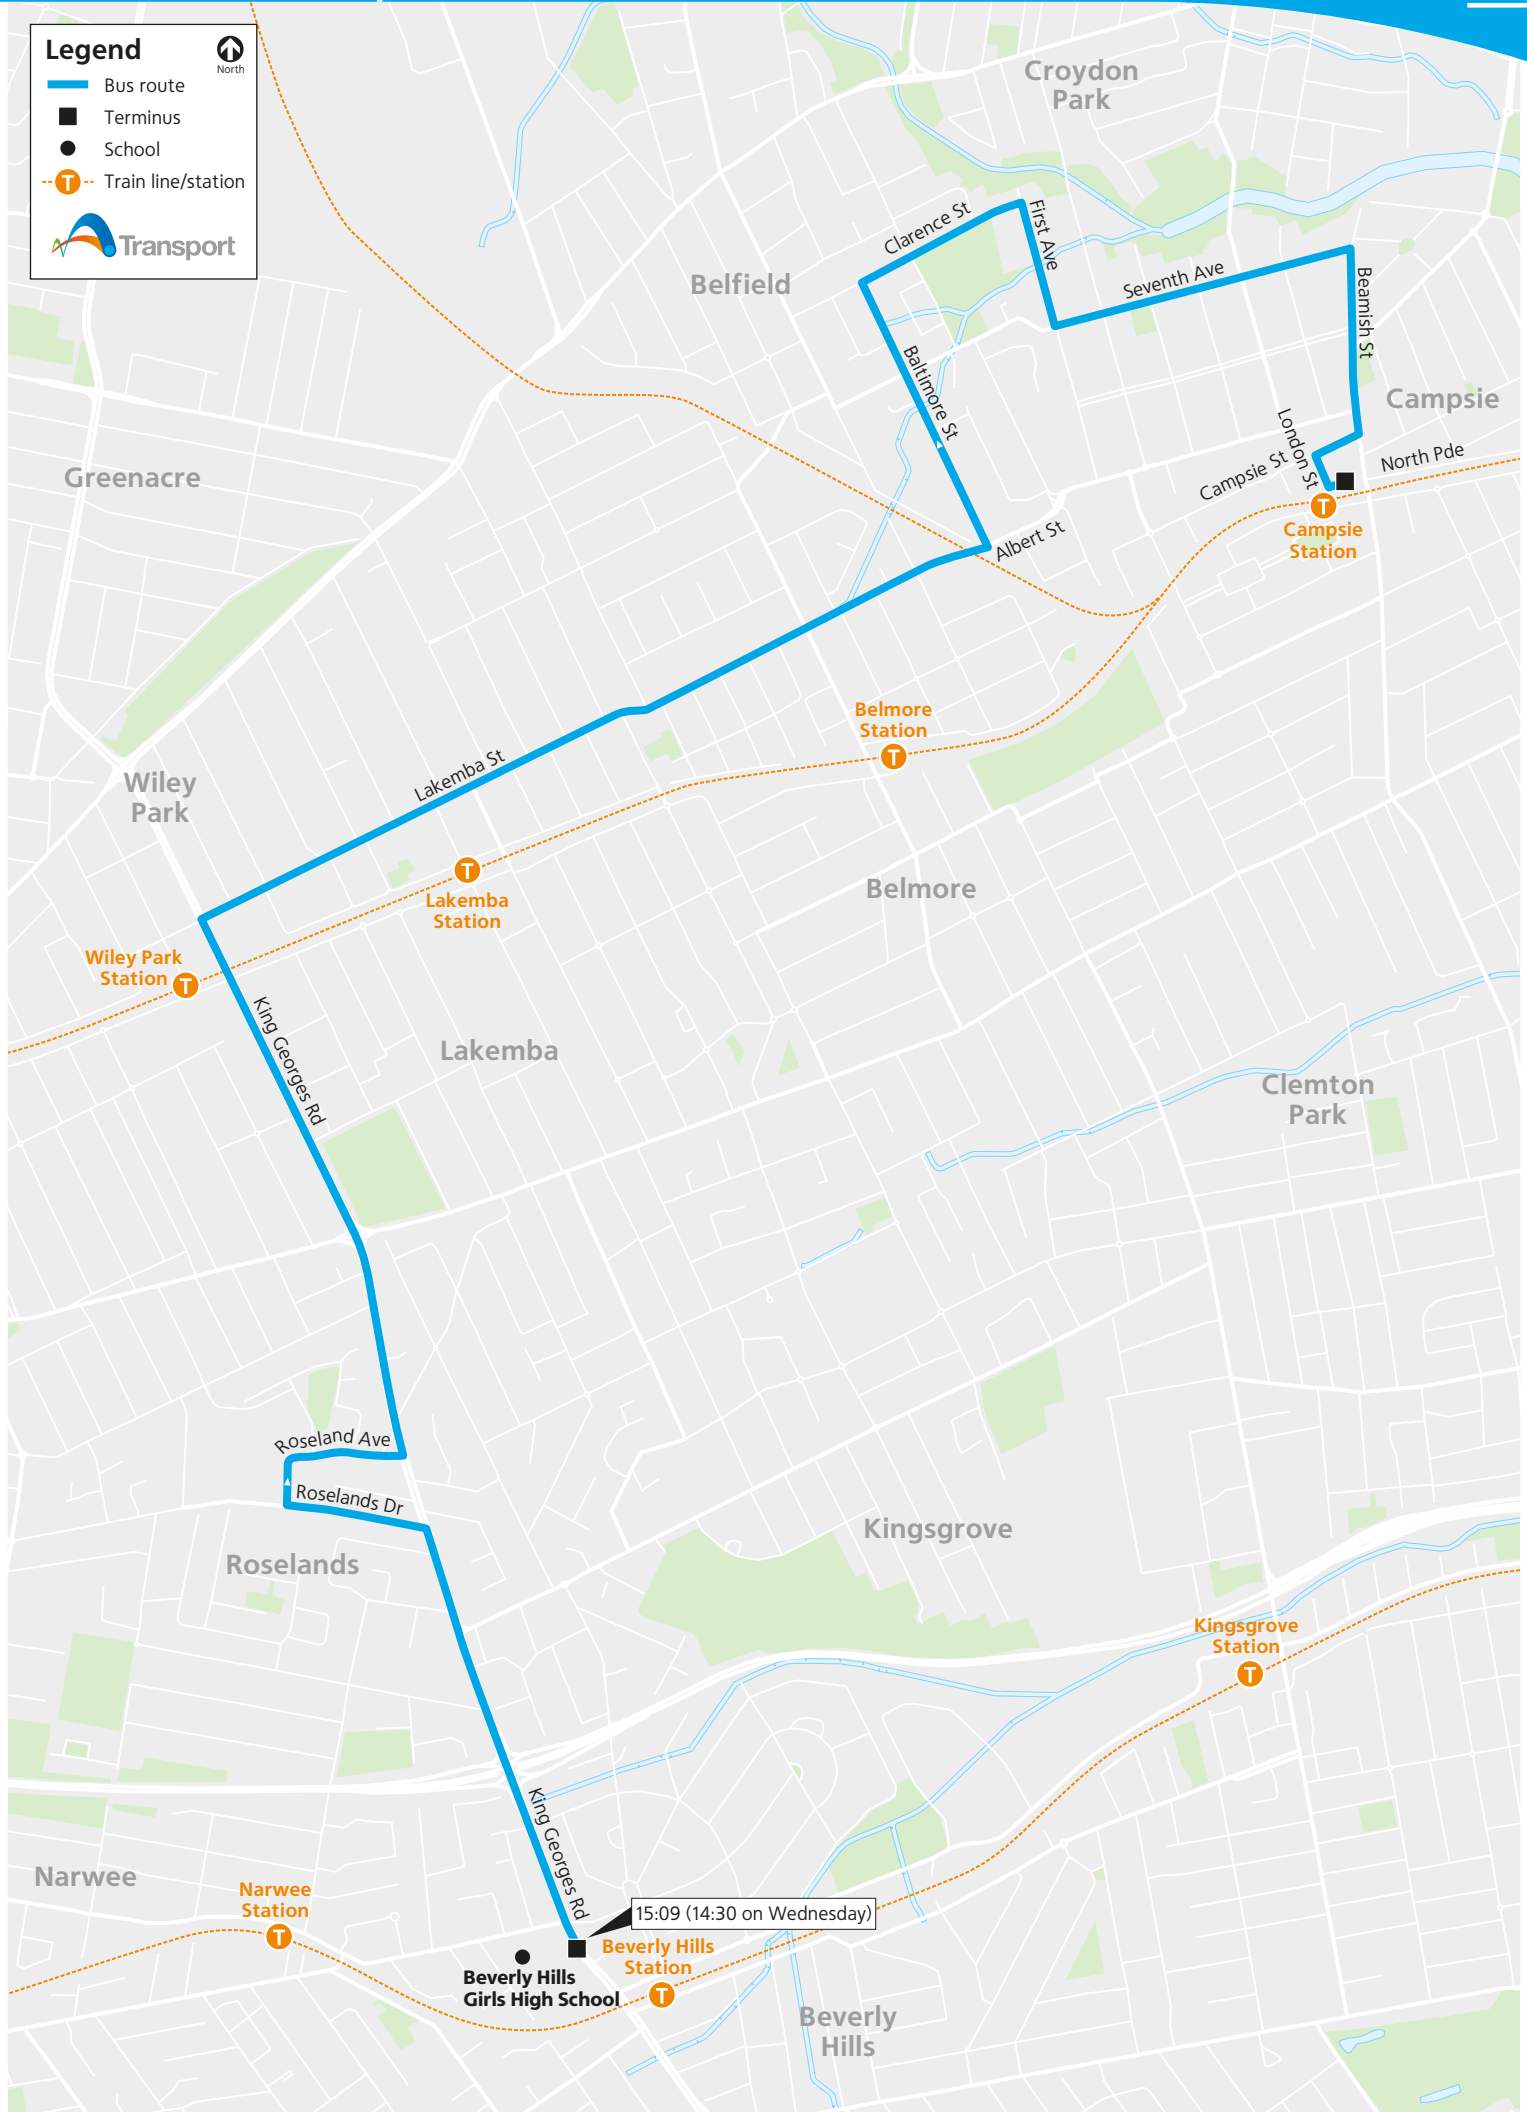 Legend
North
Bus route
Terminus
School
T
Train line/station
Transport
Croydon
Park
Clarence St
First Ave
Belfield
Seventh Ave
Beamish St
Baltimore St
Campsie
London St
Campsie St
North Pde
Greenacre
T
Campsie
Station
Albert St
Belmore
Station
T
Lakemba St
Wiley
Park
T
Lakemba
Station
Belmore
Wiley Park
Station
T
King Georges Rd
Lakemba
Clemton
Park
Roseland Ave
Roselands Dr
Kingsgrove
Roselands
Kingsgrove
Station
T
King Georges Rd
Narwee
Narwee
Station
T
15:09 (14:30 on Wednesday)
Beverly Hills
Station
T
Beverly Hills
Girls High School
Beverly
Hills